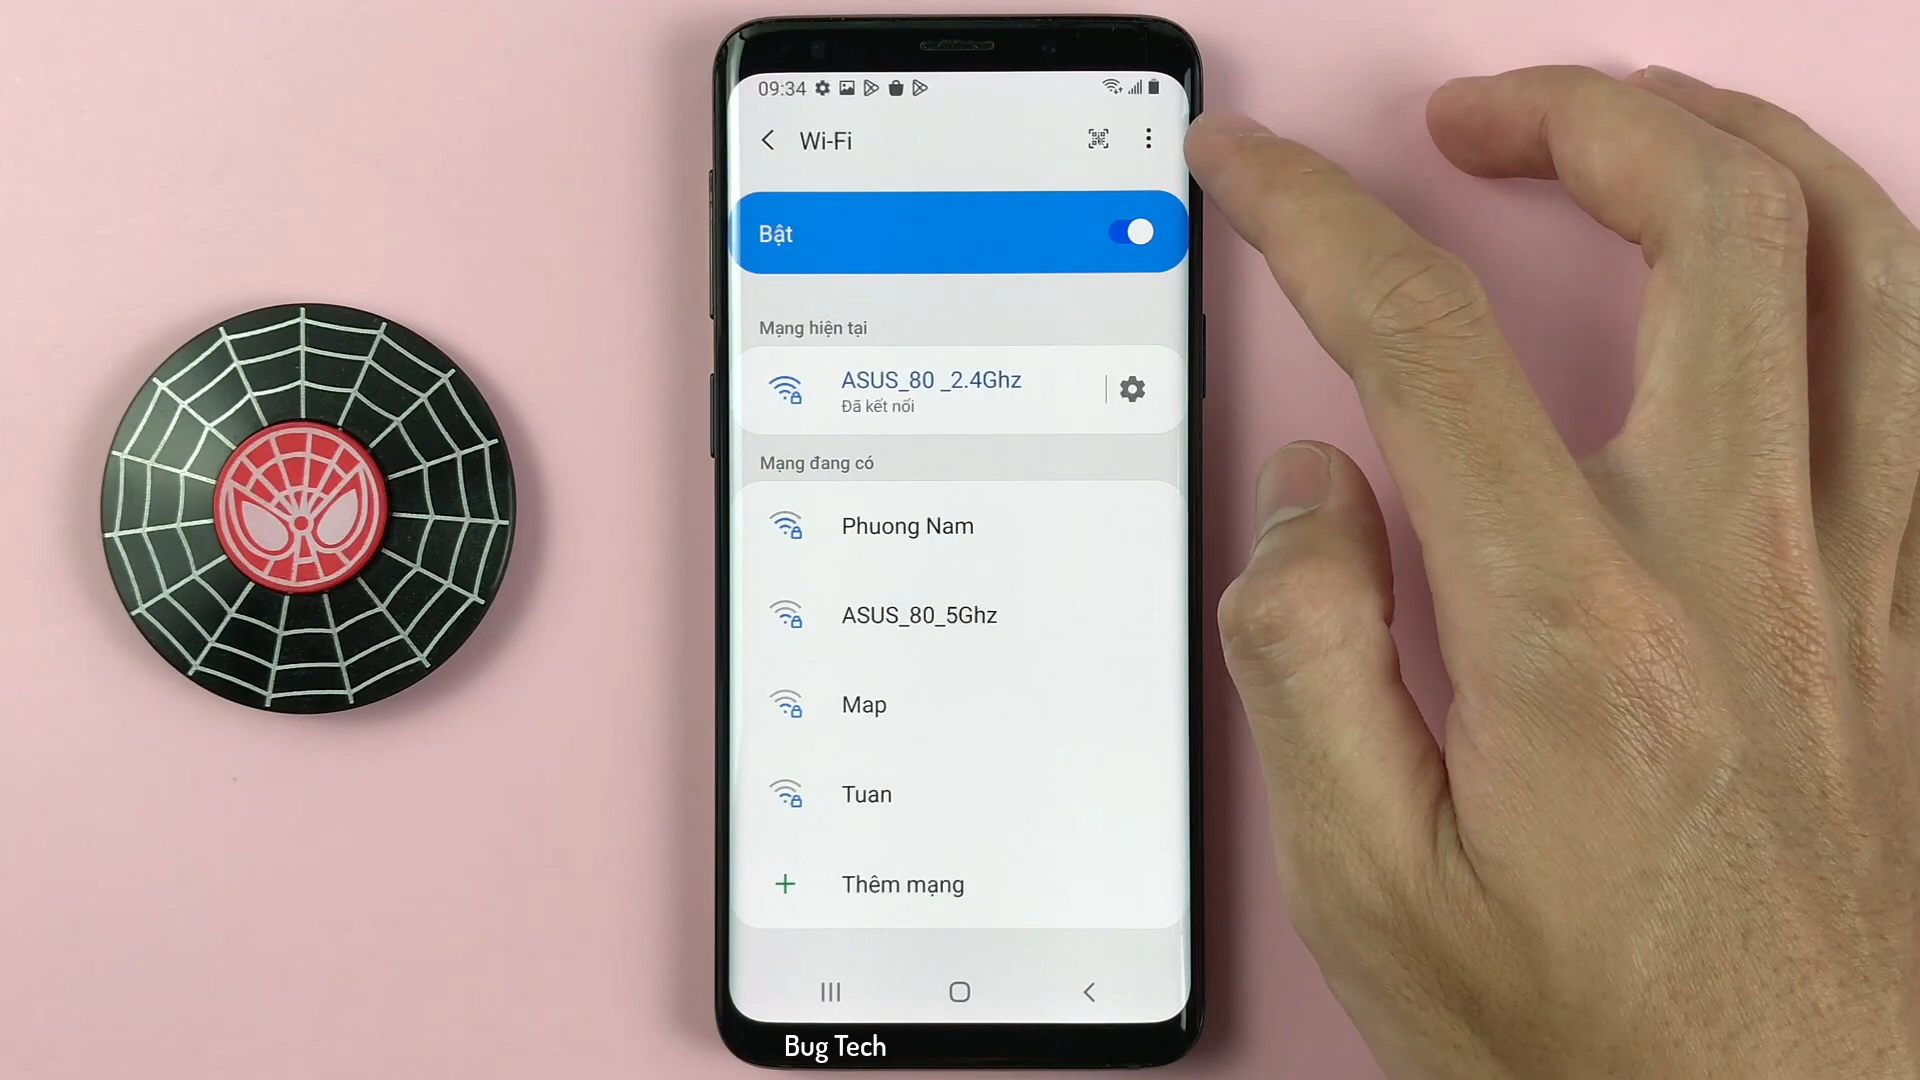 09:34
Wi-Fi
Bật
Mạng hiện tại
ASUS_80 _2.4Ghz
Đã kết nối
Mạng đang có
Phuong Nam
ASUS_80_5Ghz
Map
Tuan
Thêm mạng
Bug Tech